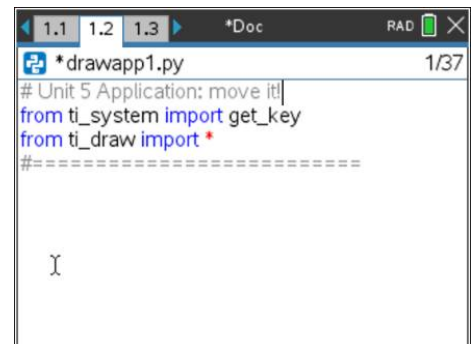 1.1 1.2 1.3 *Doc RAD
*drawapp1.py 1/37
# Unit 5 Application: move it!
from ti_system import get_key
from ti_draw import *
#==========================